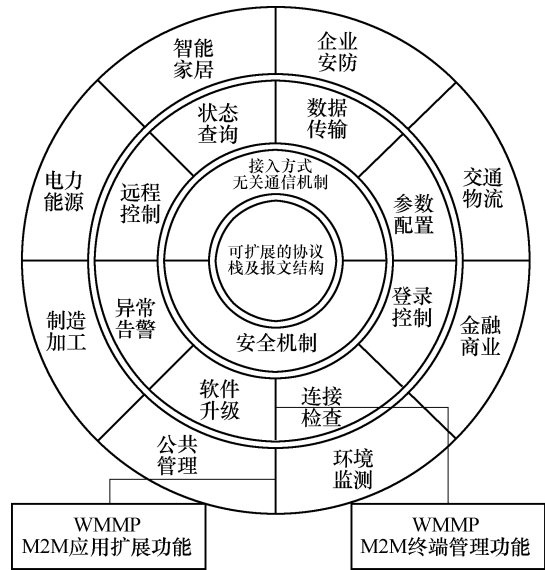 智能
家居
企业
安防
状态
查询
数据
传输
接入方式
无关通信机制
电力
能源
远程
控制
参数
配置
交通
物流
可扩展的协议
栈及报文结构
制造
加工
异常
告警
登录
控制
金融
商业
安全机制
软件
升级
连接
检查
公共
管理
环境
监测
WMMP
M2M应用扩展功能
WMMP
M2M终端管理功能